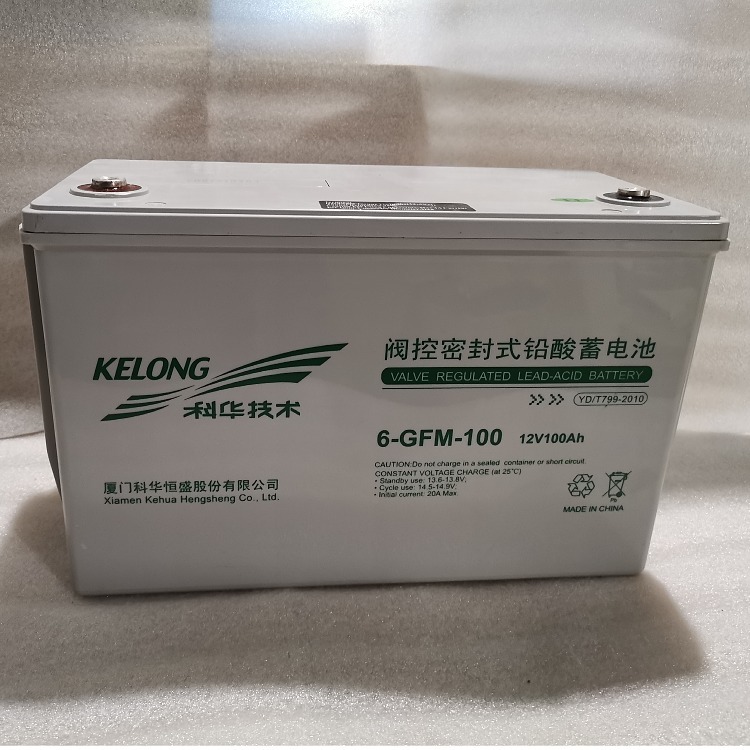 KELONG
科华技术
厦门科华恒盛股份有限公司
Xiamen Kehua Hengsheng Co., Ltd.
阀控密封式铅酸蓄电池
VALVE REGULATED LEAD-ACID BATTERY
YD/T799-2010
6-GFM-100 12V100Ah
CAUTION:Do not charge in a sealed container or short circuit.
CONSTANT VOLTAGE CHARGE (at 25℃)
• Standby use: 13.6-13.8V;
• Cycle use: 14.5-14.9V;
• Initial current: 20A Max.
Pb
MADE IN CHINA